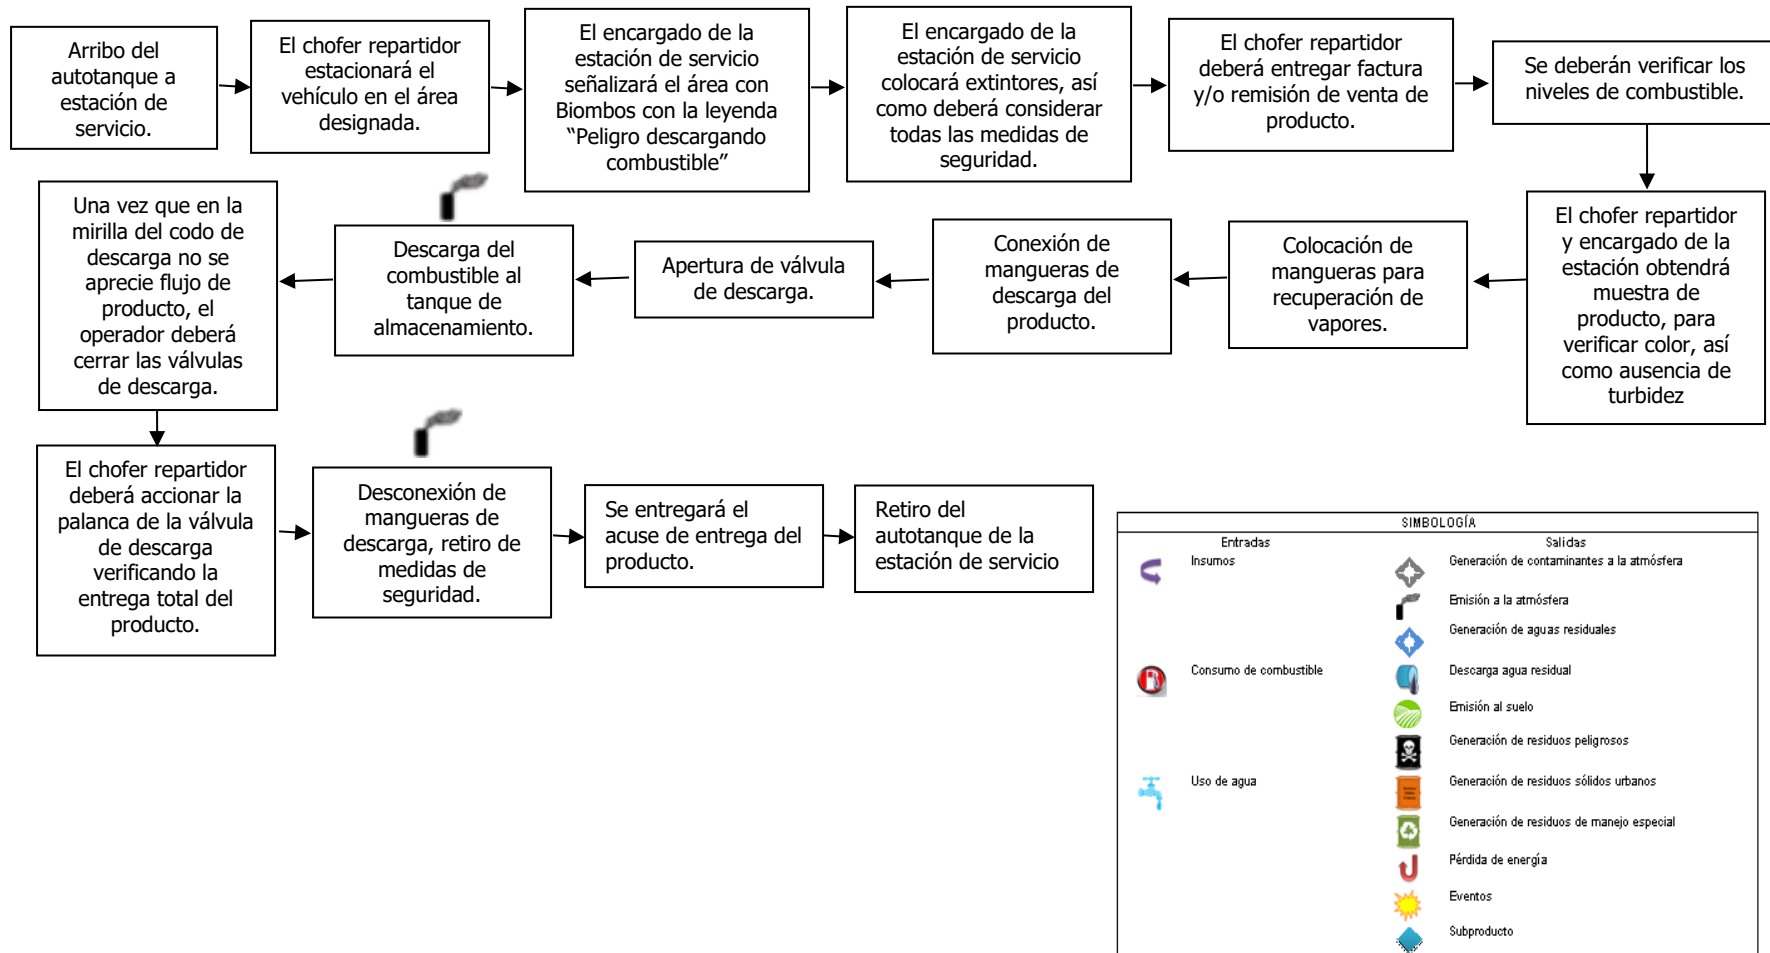 Arribo del
autotanque a
estación de
servicio.
El chofer repartidor
estacionará el
vehículo en el área
designada.
El encargado de la
estación de servicio
señalizará el área con
Biombos con la leyenda
“Peligro descargando
combustible”
El encargado de la
estación de servicio
colocará extintores, así
como deberá considerar
todas las medidas de
seguridad.
El chofer repartidor
deberá entregar factura
y/o remisión de venta de
producto.
Se deberán verificar los
niveles de combustible.
El chofer repartidor
y encargado de la
estación obtendrá
muestra de
producto, para
verificar color, así
como ausencia de
turbidez
Colocación de
mangueras para
recuperación de
vapores.
Conexión de
mangueras de
descarga del
producto.
Apertura de válvula
de descarga.
Descarga del
combustible al
tanque de
almacenamiento.
Una vez que en la
mirilla del codo de
descarga no se
aprecie flujo de
producto, el
operador deberá
cerrar las válvulas
de descarga.
El chofer repartidor
deberá accionar la
palanca de la válvula
de descarga
verificando la
entrega total del
producto.
Desconexión de
mangueras de
descarga, retiro de
medidas de
seguridad.
Se entregará el
acuse de entrega del
producto.
Retiro del
autotanque de la
estación de servicio
SIMBOLOGÍA
Entradas
Insumos
Consumo de combustible
Uso de agua
Salidas
Generación de contaminantes a la atmósfera
Emisión a la atmósfera
Generación de aguas residuales
Descarga agua residual
Emisión al suelo
Generación de residuos peligrosos
Generación de residuos sólidos urbanos
Generación de residuos de manejo especial
Pérdida de energía
Eventos
Subproducto